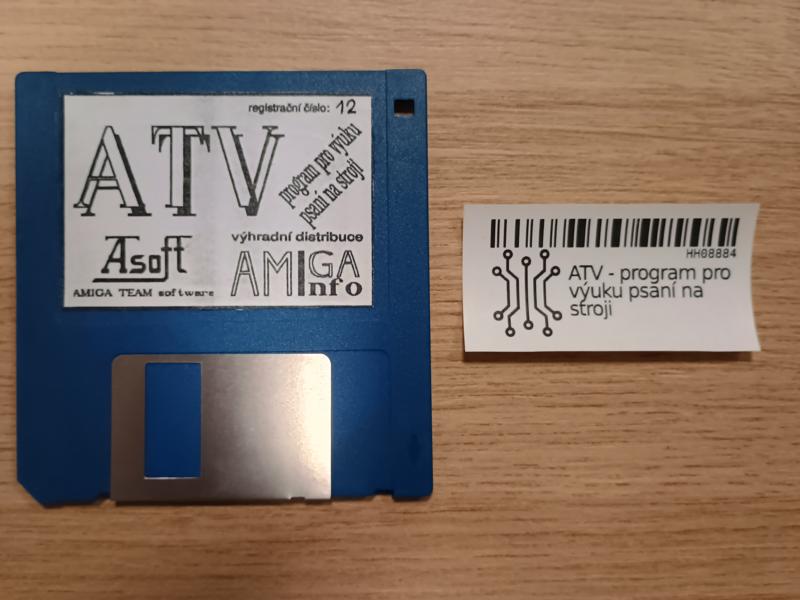 registrační číslo: 12
ATV
program pro výuku
psaní na stroji
Asoft
AMIGA TEAM software
výhradní distribuce
AMIGA
Info
HH08884
ATV - program pro
výuku psaní na
stroji